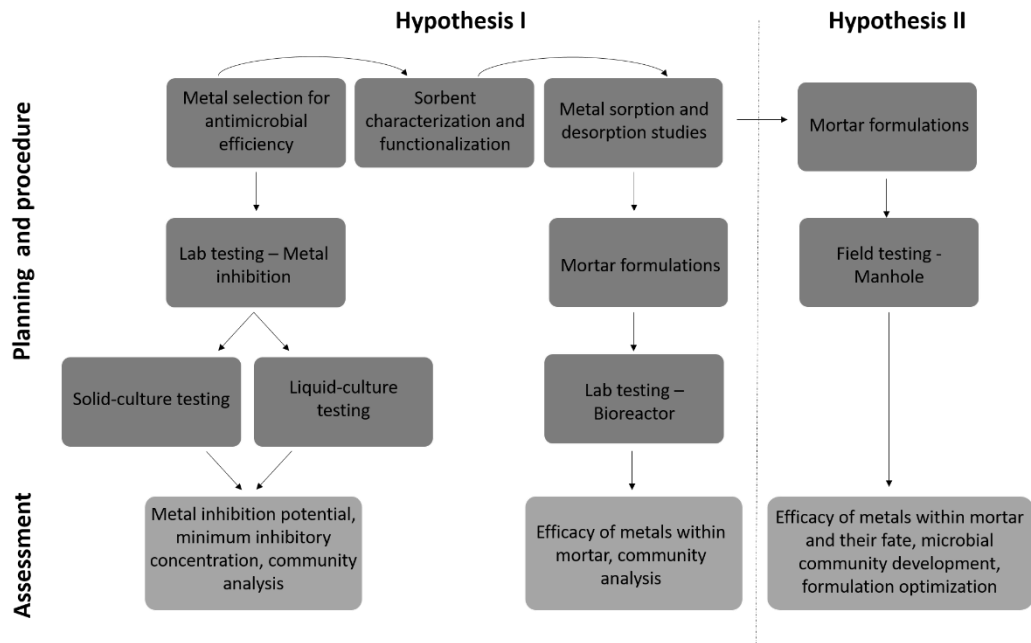 Hypothesis I
Hypothesis II
Planning and procedure
Metal selection for
antimicrobial
efficiency
Sorbent
characterization and
functionalization
Metal sorption and
desorption studies
Mortar formulations
Lab testing – Metal
inhibition
Mortar formulations
Field testing -
Manhole
Solid-culture testing
Liquid-culture
testing
Lab testing –
Bioreactor
Assessment
Metal inhibition potential,
minimum inhibitory
concentration, community
analysis
Efficacy of metals within
mortar, community
analysis
Efficacy of metals within mortar
and their fate, microbial
community development,
formulation optimization